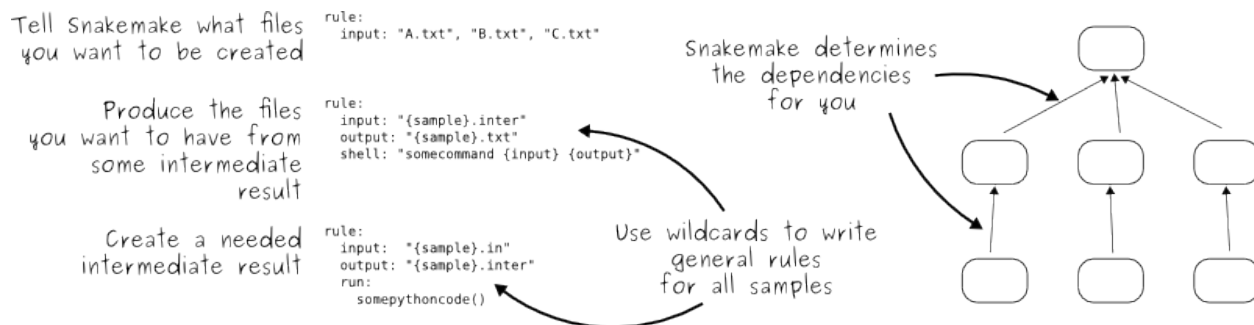 Tell Snakemake what files
you want to be created
rule:
  input: "A.txt", "B.txt", "C.txt"
Produce the files
you want to have from
some intermediate
result
rule:
  input: "{sample}.inter"
  output: "{sample}.txt"
  shell: "somecommand {input} {output}"
Create a needed
intermediate result
rule:
  input:  "{sample}.in"
  output: "{sample}.inter"
  run:
    somepythoncode()
Use wildcards to write
general rules
for all samples
Snakemake determines
the dependencies
for you